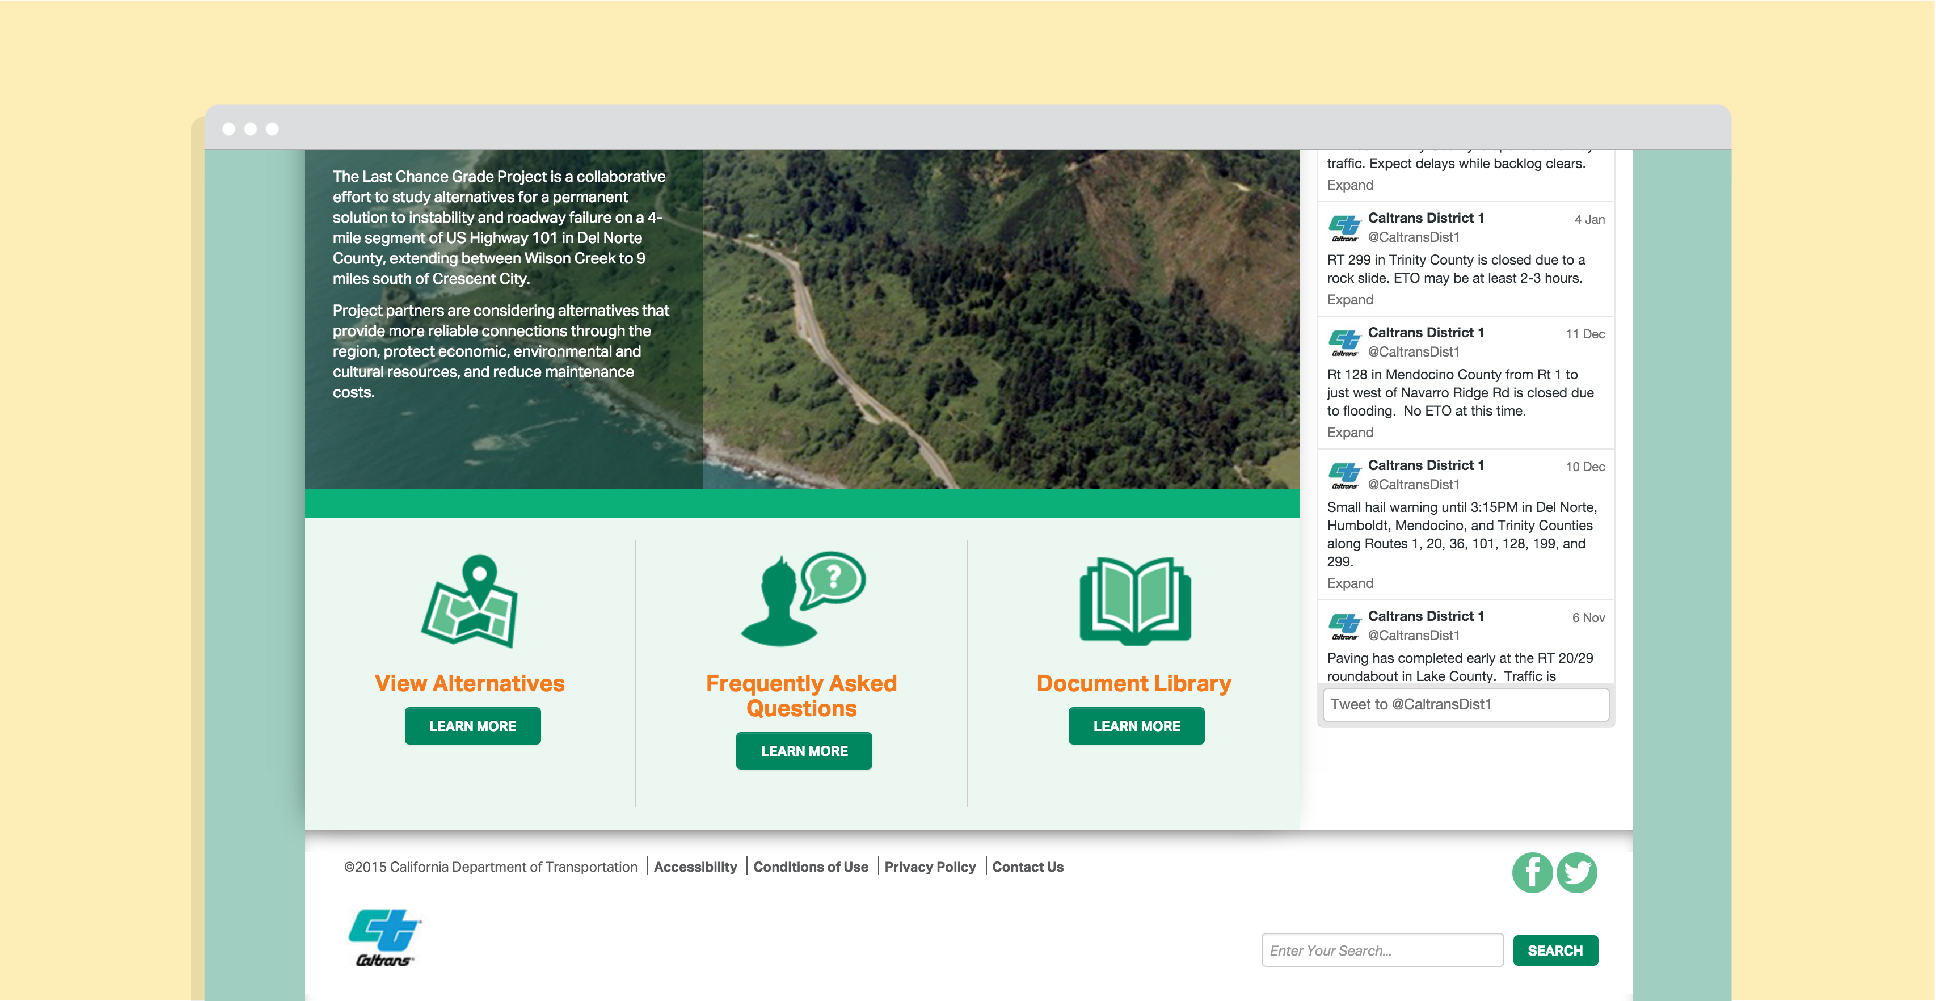 The Last Chance Grade Project is a collaborative
effort to study alternatives for a permanent
solution to instability and roadway failure on a 4-
mile segment of US Highway 101 in Del Norte
County, extending between Wilson Creek to 9
miles south of Crescent City.
Project partners are considering alternatives that
provide more reliable connections through the
region, protect economic, environmental and
cultural resources, and reduce maintenance
costs.
traffic. Expect delays while backlog clears.
Expand
Caltrans District 1
4 Jan
Caltrans
@CaltransDist1
RT 299 in Trinity County is closed due to a
rock slide. ETO may be at least 2-3 hours.
Expand
Caltrans District 1
11 Dec
Caltrans
@CaltransDist1
Rt 128 in Mendocino County from Rt 1 to
just west of Navarro Ridge Rd is closed due
to flooding.  No ETO at this time.
Expand
Caltrans District 1
10 Dec
Caltrans
@CaltransDist1
Small hail warning until 3:15PM in Del Norte,
Humboldt, Mendocino, and Trinity Counties
along Routes 1, 20, 36, 101, 128, 199, and
299.
Expand
Caltrans District 1
6 Nov
Caltrans
@CaltransDist1
Paving has completed early at the RT 20/29
roundabout in Lake County.  Traffic is
Tweet to @CaltransDist1
?
View Alternatives
LEARN MORE
Frequently Asked
Questions
LEARN MORE
Document Library
LEARN MORE
©2015 California Department of Transportation | Accessibility | Conditions of Use | Privacy Policy | Contact Us
Ct
Caltrans®
Enter Your Search...
SEARCH